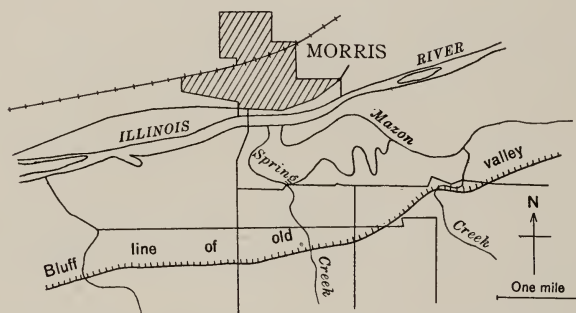 MORRIS
RIVER
ILLINOIS
Mazon
Spring
Creek
Creek
Bluff line of old valley
N
One mile